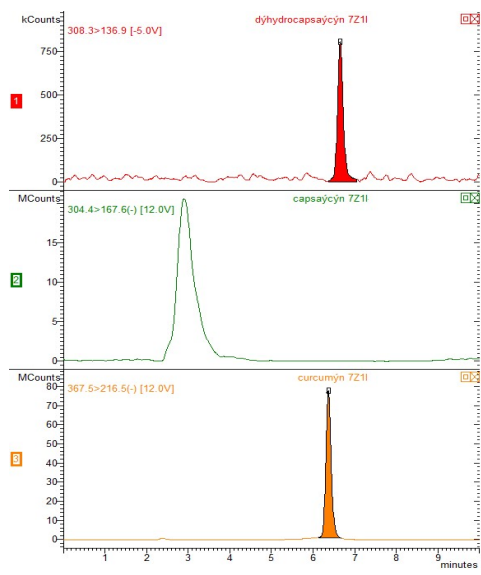 kCounts dýhydrocapsaýcýn 7Z1I
308.3>136.9 [-5.0V]
750
500
250
0
1
MCounts capsaýcýn 7Z1I
304.4>167.6(-) [12.0V]
15
10
5
0
2
MCounts curcumýn 7Z1I
367.5>216.5(-) [12.0V]
80
70
60
50
40
30
20
10
0
3
1 2 3 4 5 6 7 8 9
minutes